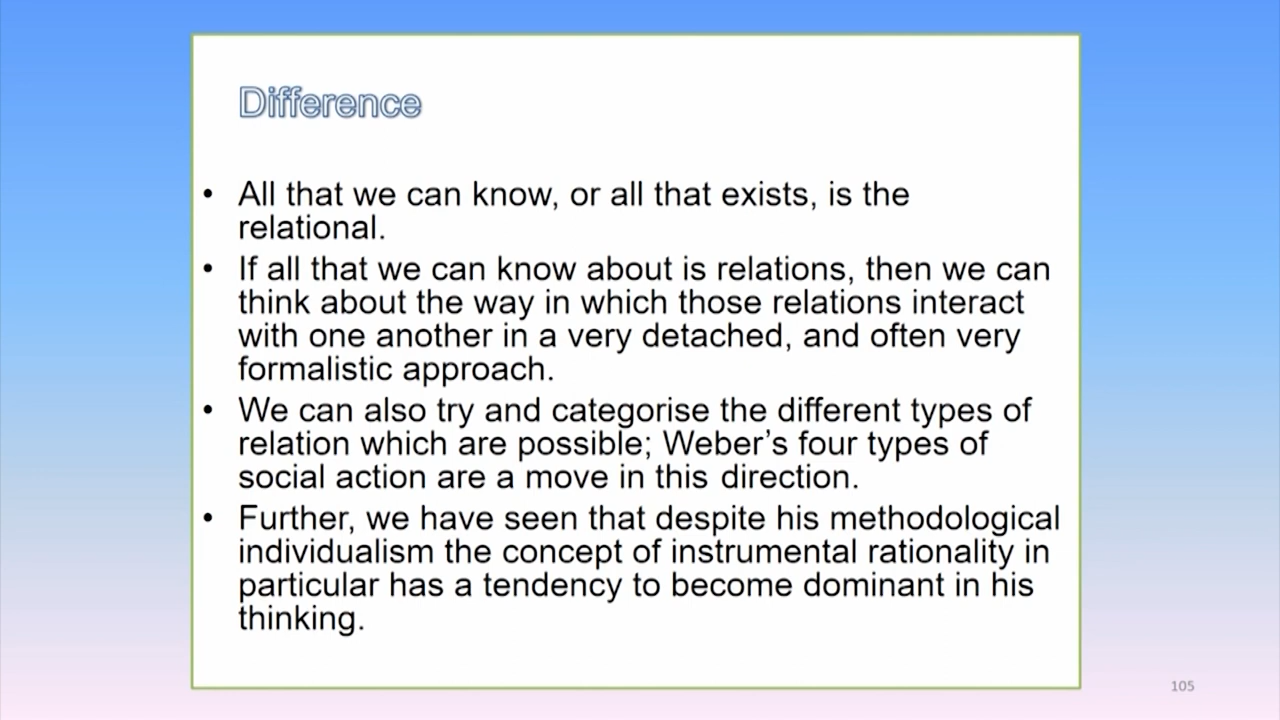 Difference
• All that we can know, or all that exists, is the
relational.
• If all that we can know about is relations, then we can
think about the way in which those relations interact
with one another in a very detached, and often very
formalistic approach.
• We can also try and categorise the different types of
relation which are possible; Weber’s four types of
social action are a move in this direction.
• Further, we have seen that despite his methodological
individualism the concept of instrumental rationality in
particular has a tendency to become dominant in his
thinking.
105